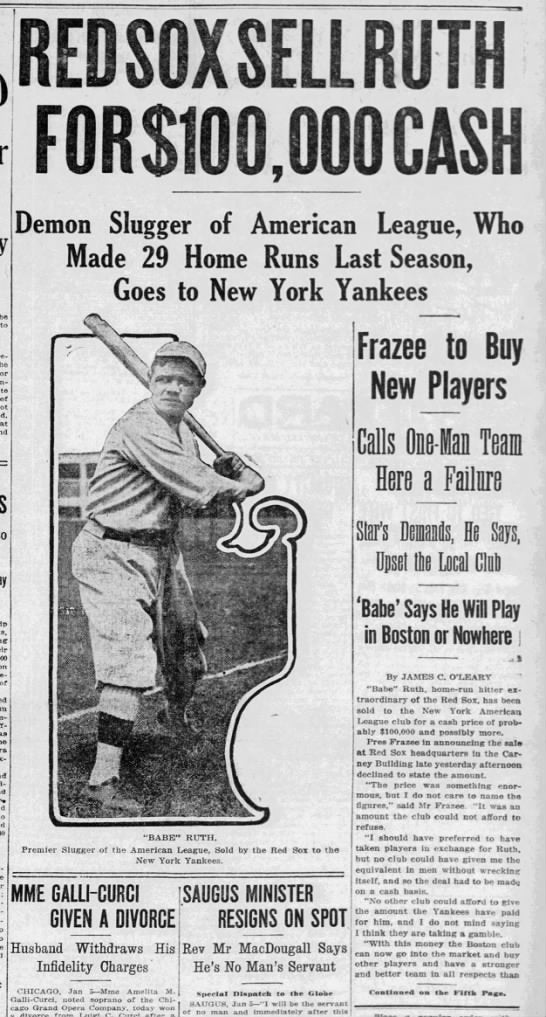 RED SOX SELL RUTH
FOR $100,000 CASH
Demon Slugger of American League, Who
Made 29 Home Runs Last Season,
Goes to New York Yankees
"BABE" RUTH,
Premier Slugger of the American League, Sold by the Red Sox to the
New York Yankees.
Frazee to Buy
New Players
Calls One-Man Team
Here a Failure
Star's Demands, He Says,
Upset the Local Club
'Babe' Says He Will Play
in Boston or Nowhere
By JAMES C. O'LEARY
"Babe" Ruth, home-run hitter ex-
traordinary of the Red Sox, has been
sold to the New York American
League club for a cash price of prob-
ably $100,000 and possibly more.
Pres Frazee in announcing the sale
at Red Sox headquarters in the Car-
ney Building late yesterday afternoon
declined to state the amount.
"The price was something enor-
mous, but I do not care to name the
figures," said Mr Frazee. "It was an
amount the club could not afford to
refuse.
"I should have preferred to have
taken players in exchange for Ruth,
but no club could have given me the
equivalent in men without wrecking
itself, and so the deal had to be made
on a cash basis.
"No other club could afford to give
the amount the Yankees have paid
for him, and I do not mind saying
I think they are taking a gamble.
"With this money the Boston club
can now go into the market and buy
other players and have a stronger
and better team in all respects than
Continued on the Fifth Page.
MME GALLI-CURCI
GIVEN A DIVORCE
Husband Withdraws His
Infidelity Charges
CHICAGO, Jan 5—Mme Amelita M.
Galli-Curci, noted soprano of the Chi-
cago Grand Opera Company, today won
a divorce from Luigi C. Curci after a
SAUGUS MINISTER
RESIGNS ON SPOT
Rev Mr MacDougall Says
He's No Man's Servant
Special Dispatch to the Globe
SAUGUS, Jan 5—"I will be the servant
of no man and immediately after this